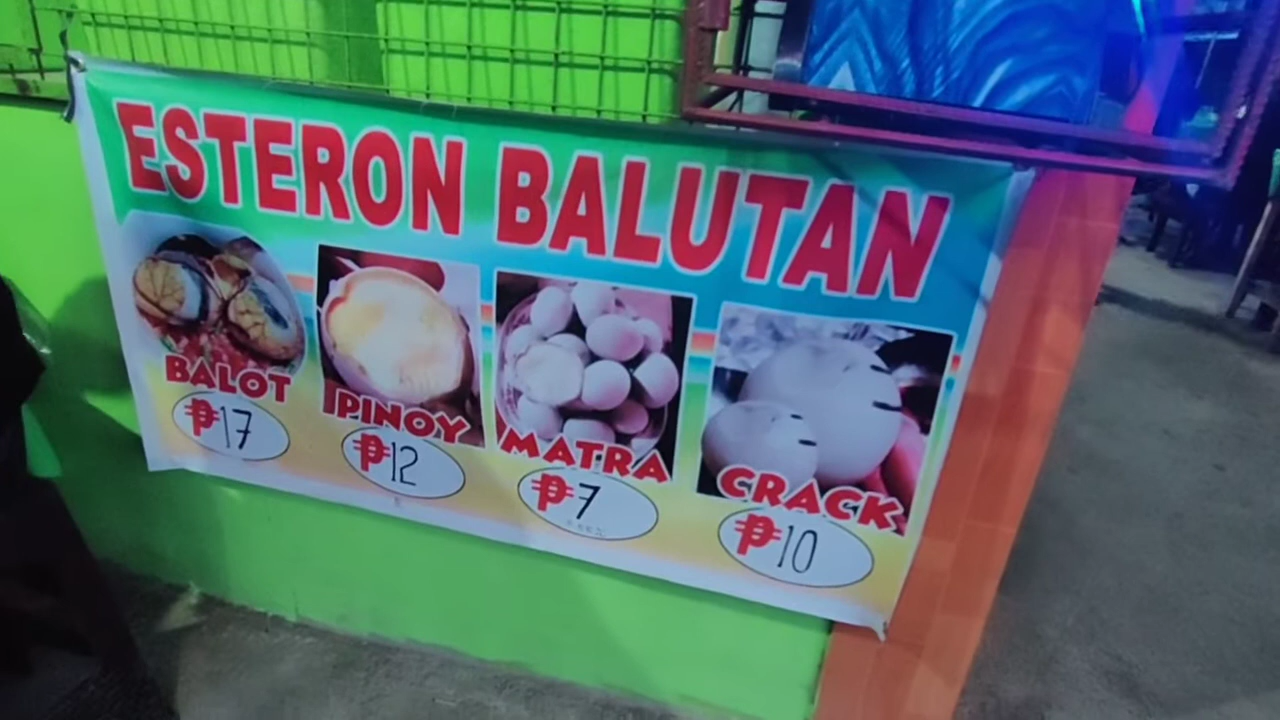 ESTERON BALUTAN
BALOT
₱17
PINOY
₱12
MATRA
₱7
CRACK
₱10